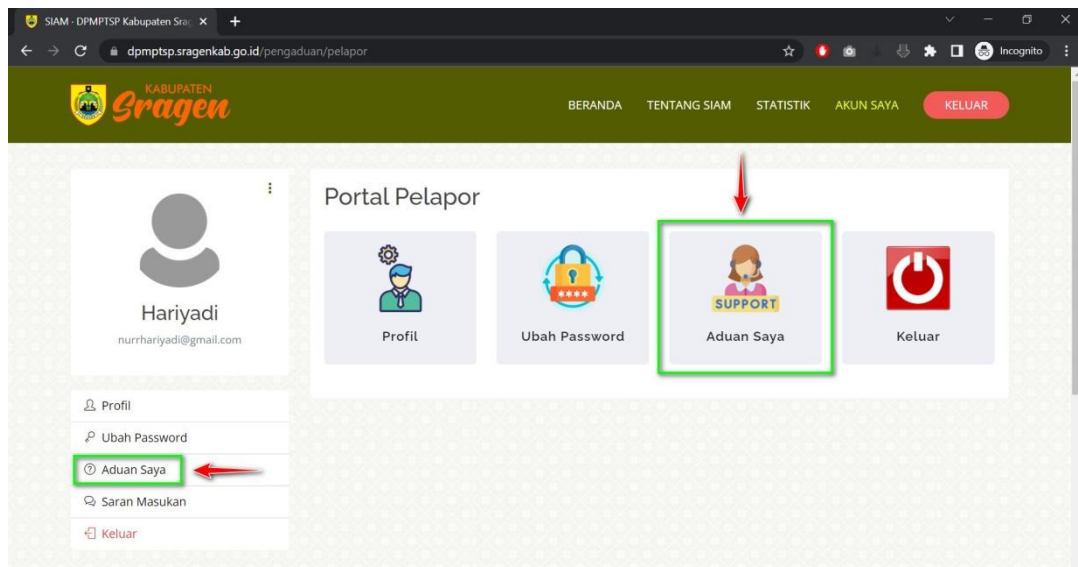 SIAM - DPMPTSP Kabupaten Srag
dpmptsp.sragenkab.go.id/pengaduan/pelapor
Incognito
KABUPATEN
Sragen
BERANDA TENTANG SIAM STATISTIK AKUN SAYA KELUAR
Portal Pelapor
Hariyadi
nurrhariyadi@gmail.com
SUPPORT
Profil Ubah Password Aduan Saya Keluar
Profil
Ubah Password
Aduan Saya
Saran Masukan
Keluar